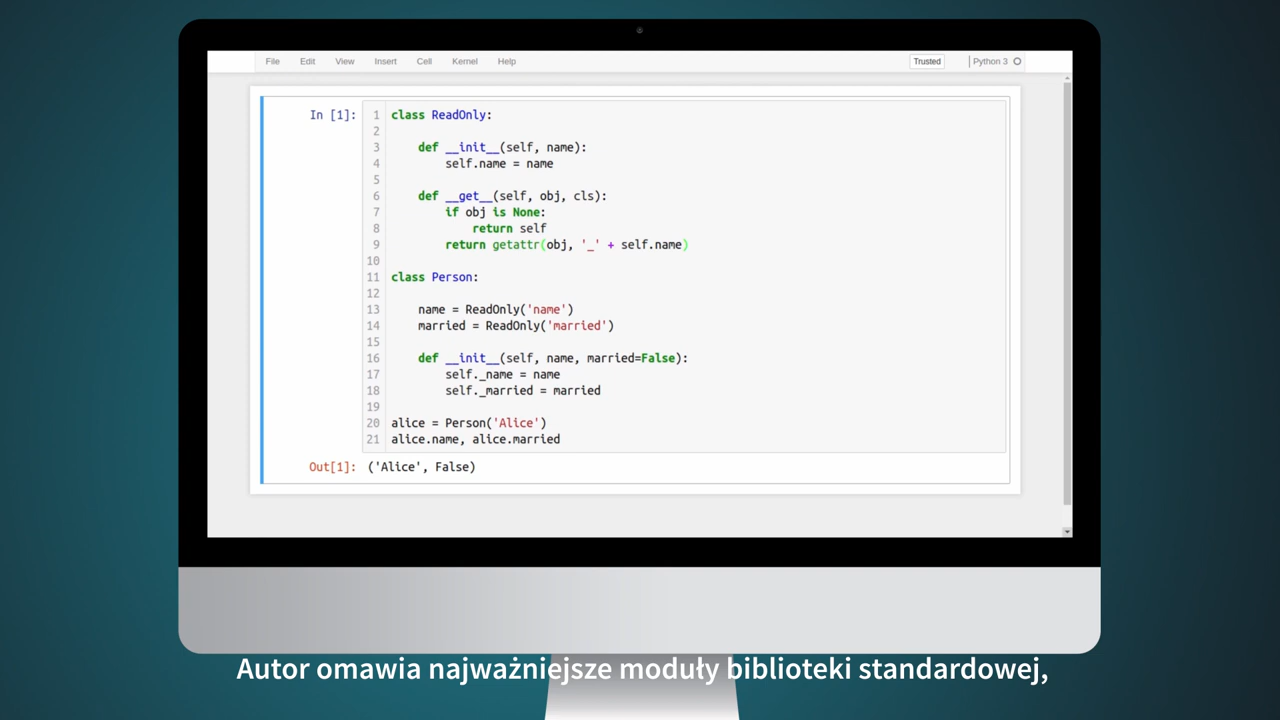 File Edit View Insert Cell Kernel Help Trusted Python 3
In [1]:
1 class ReadOnly:
2
3     def __init__(self, name):
4         self.name = name
5
6     def __get__(self, obj, cls):
7         if obj is None:
8             return self
9         return getattr(obj, '_' + self.name)
10
11 class Person:
12
13     name = ReadOnly('name')
14     married = ReadOnly('married')
15
16     def __init__(self, name, married=False):
17         self._name = name
18         self._married = married
19
20 alice = Person('Alice')
21 alice.name, alice.married
Out[1]: ('Alice', False)
Autor omawia najważniejsze moduły biblioteki standardowej,